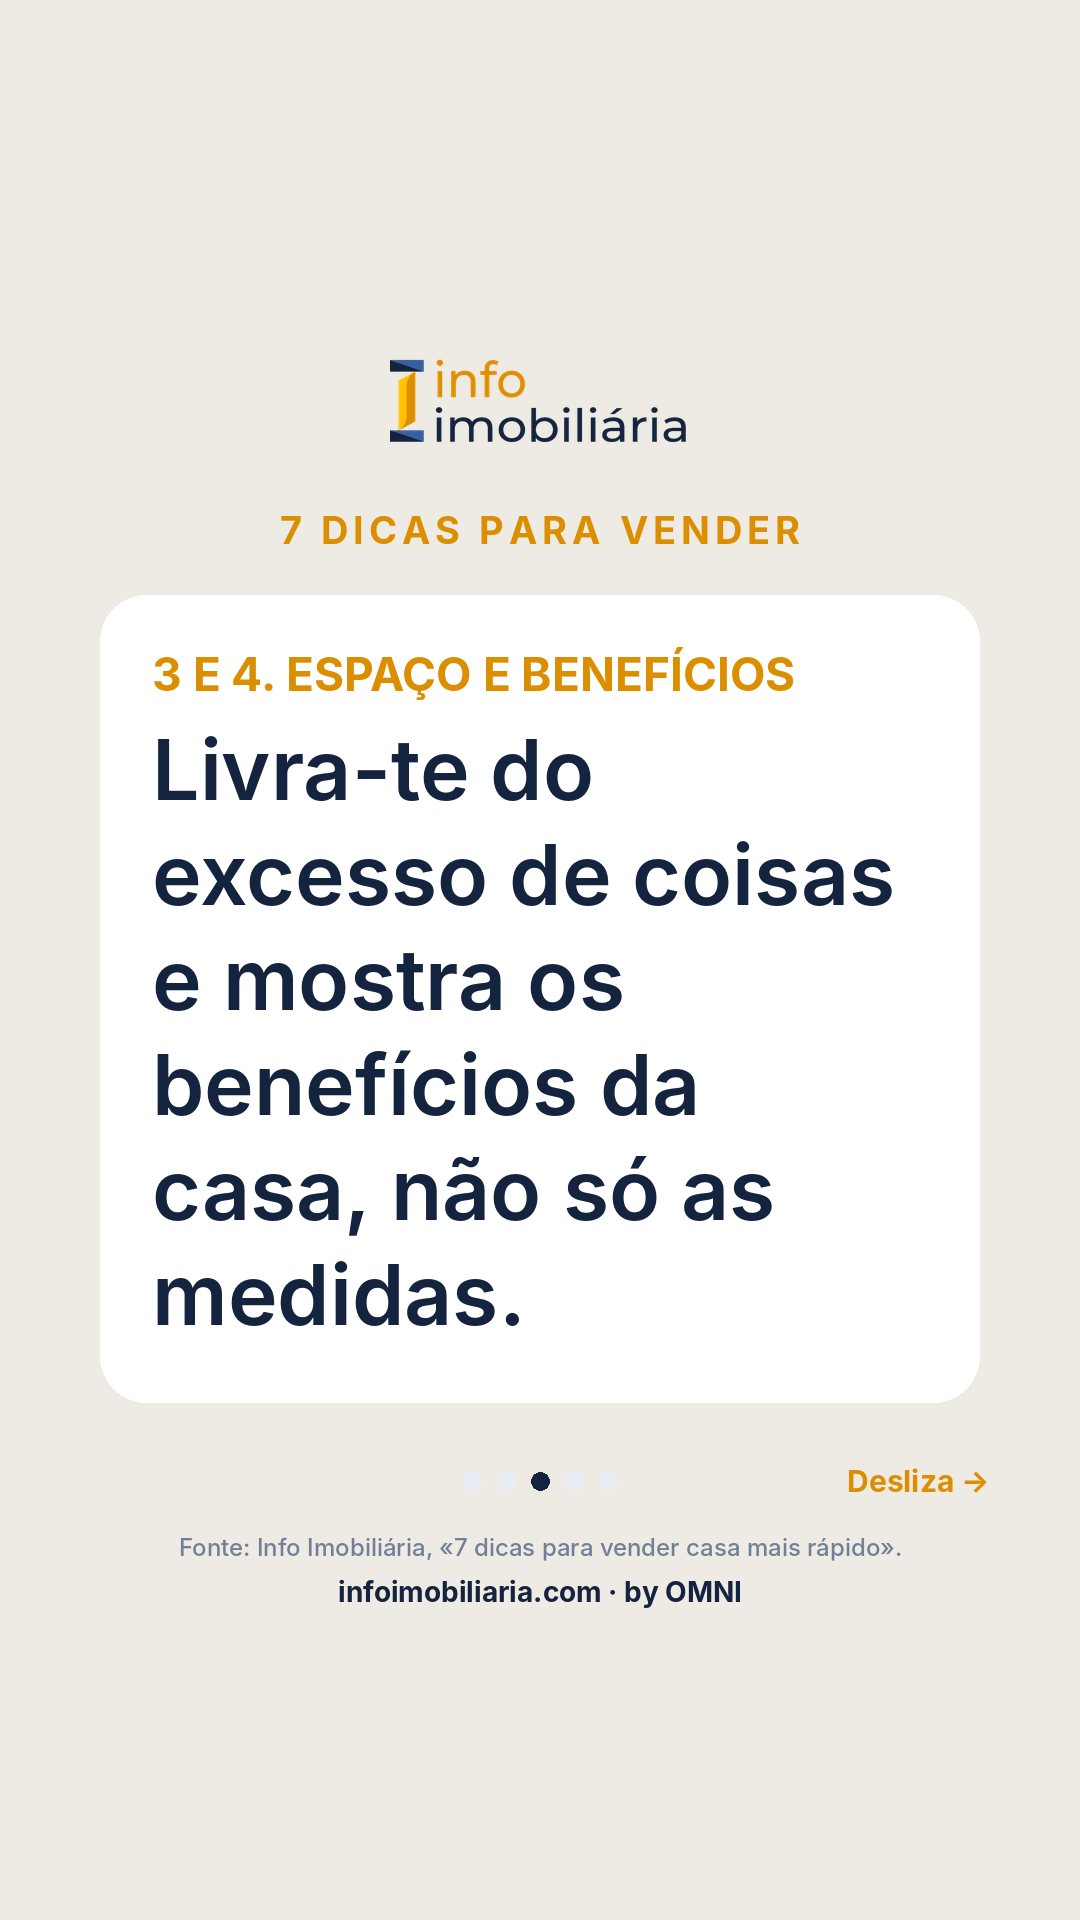 info
imobiliária
7 DICAS PARA VENDER
3 E 4. ESPAÇO E BENEFÍCIOS
Livra-te do
excesso de coisas
e mostra os
benefícios da
casa, não só as
medidas.
Desliza →
Fonte: Info Imobiliária, «7 dicas para vender casa mais rápido».
infoimobiliaria.com · by OMNI